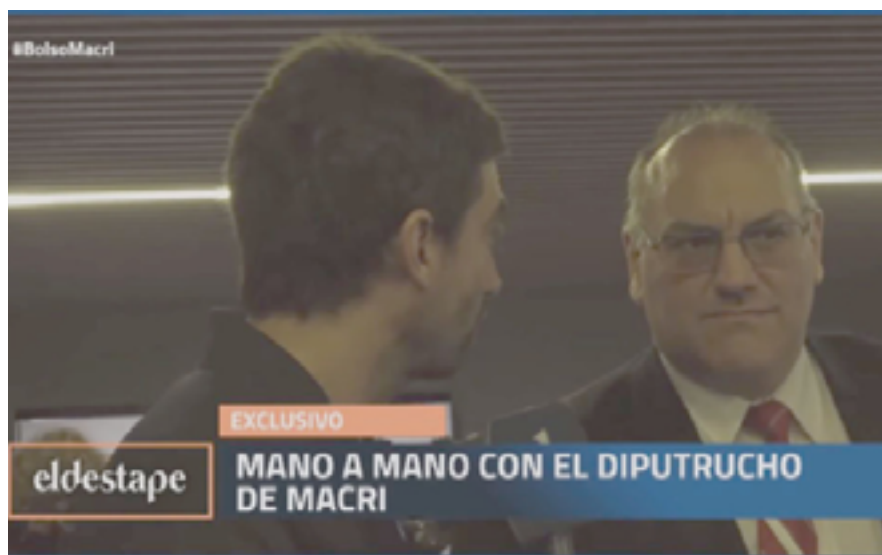 #BolsoMacri
EXCLUSIVO
eldestape
MANO A MANO CON EL DIPUTRUCHO
DE MACRI